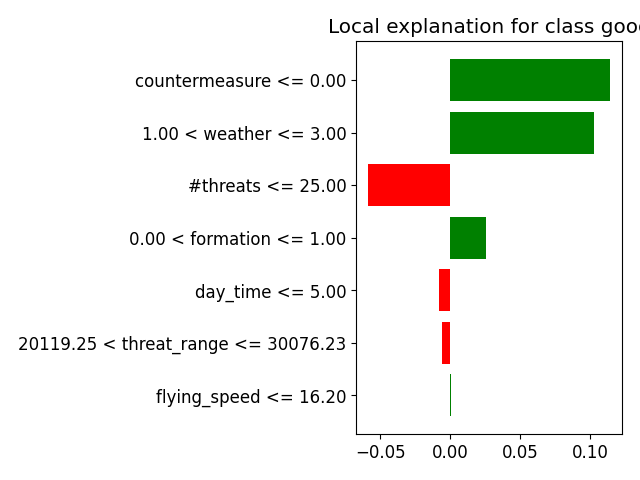 Local explanation for class good
countermeasure <= 0.00
1.00 < weather <= 3.00
#threats <= 25.00
0.00 < formation <= 1.00
day_time <= 5.00
20119.25 < threat_range <= 30076.23
flying_speed <= 16.20
−0.05 0.00 0.05 0.10